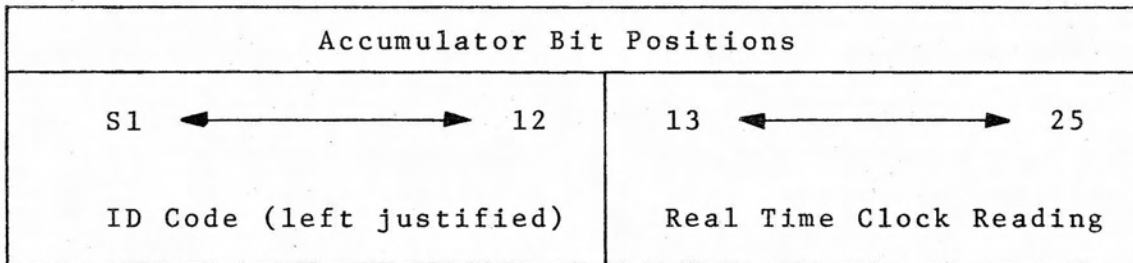 Accumulator Bit Positions
S1 12 13 25
ID Code (left justified) Real Time Clock Reading